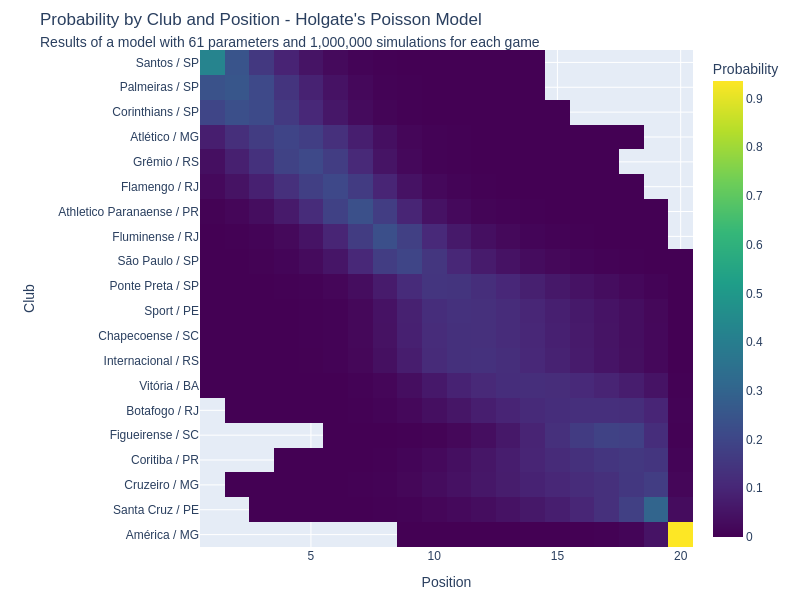 Probability by Club and Position - Holgate's Poisson Model
Results of a model with 61 parameters and 1,000,000 simulations for each game
Probability
Santos / SP
Palmeiras / SP
Corinthians / SP
Atlético / MG
Grêmio / RS
Flamengo / RJ
Athletico Paranaense / PR
Fluminense / RJ
São Paulo / SP
Ponte Preta / SP
Sport / PE
Chapecoense / SC
Internacional / RS
Vitória / BA
Botafogo / RJ
Figueirense / SC
Coritiba / PR
Cruzeiro / MG
Santa Cruz / PE
América / MG
Club
5
10
15
20
Position
0.9
0.8
0.7
0.6
0.5
0.4
0.3
0.2
0.1
0